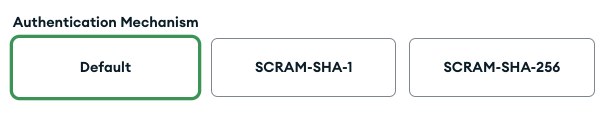 Authentication Mechanism
Default
SCRAM-SHA-1
SCRAM-SHA-256